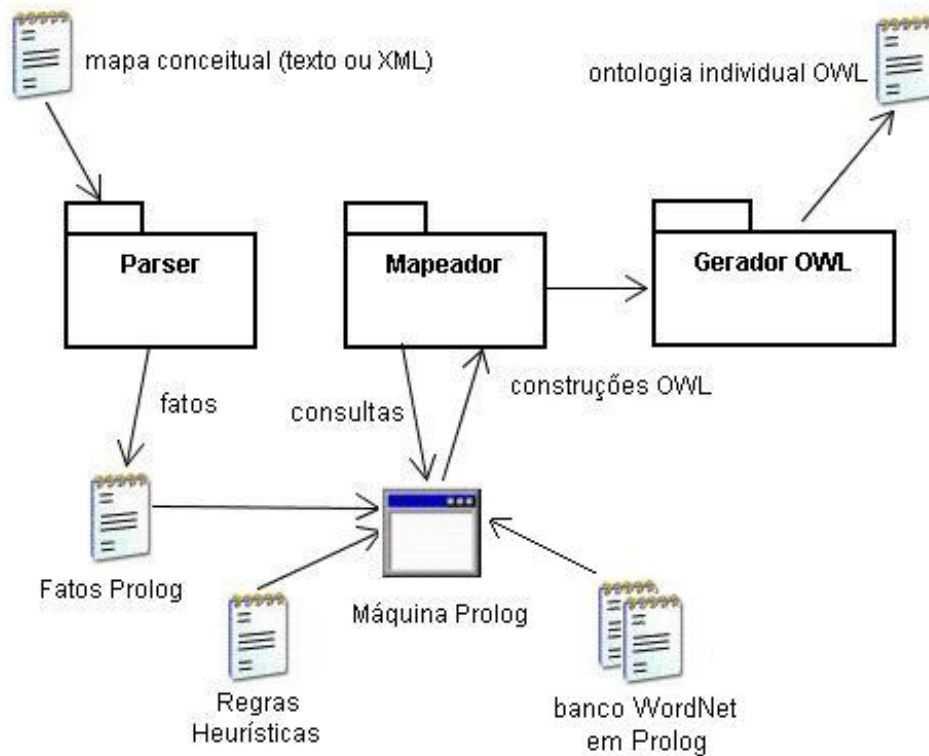 mapa conceitual (texto ou XML)
ontologia individual OWL
Parser
Mapeador
Gerador OWL
fatos
consultas
construções OWL
Fatos Prolog
Máquina Prolog
Regras
Heurísticas
banco WordNet
em Prolog